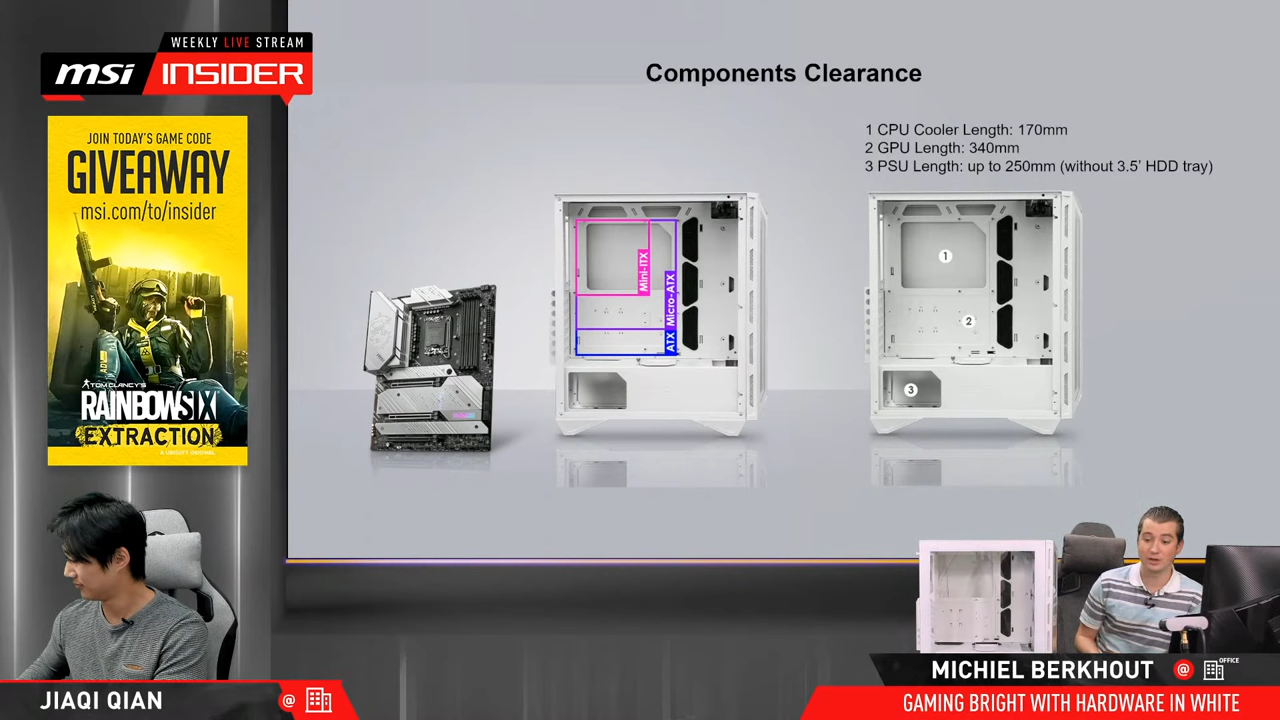 WEEKLY LIVE STREAM
msi INSIDER
JOIN TODAY'S GAME CODE
GIVEAWAY
msi.com/to/insider
TOM CLANCY'S
RAINBOWSIX
EXTRACTION
A UBISOFT ORIGINAL
Components Clearance
1 CPU Cooler Length: 170mm
2 GPU Length: 340mm
3 PSU Length: up to 250mm (without 3.5' HDD tray)
Mini-ITX
Micro-ATX
ATX
1
2
3
JIAQI QIAN
@
MICHIEL BERKHOUT
@
OFFICE
GAMING BRIGHT WITH HARDWARE IN WHITE